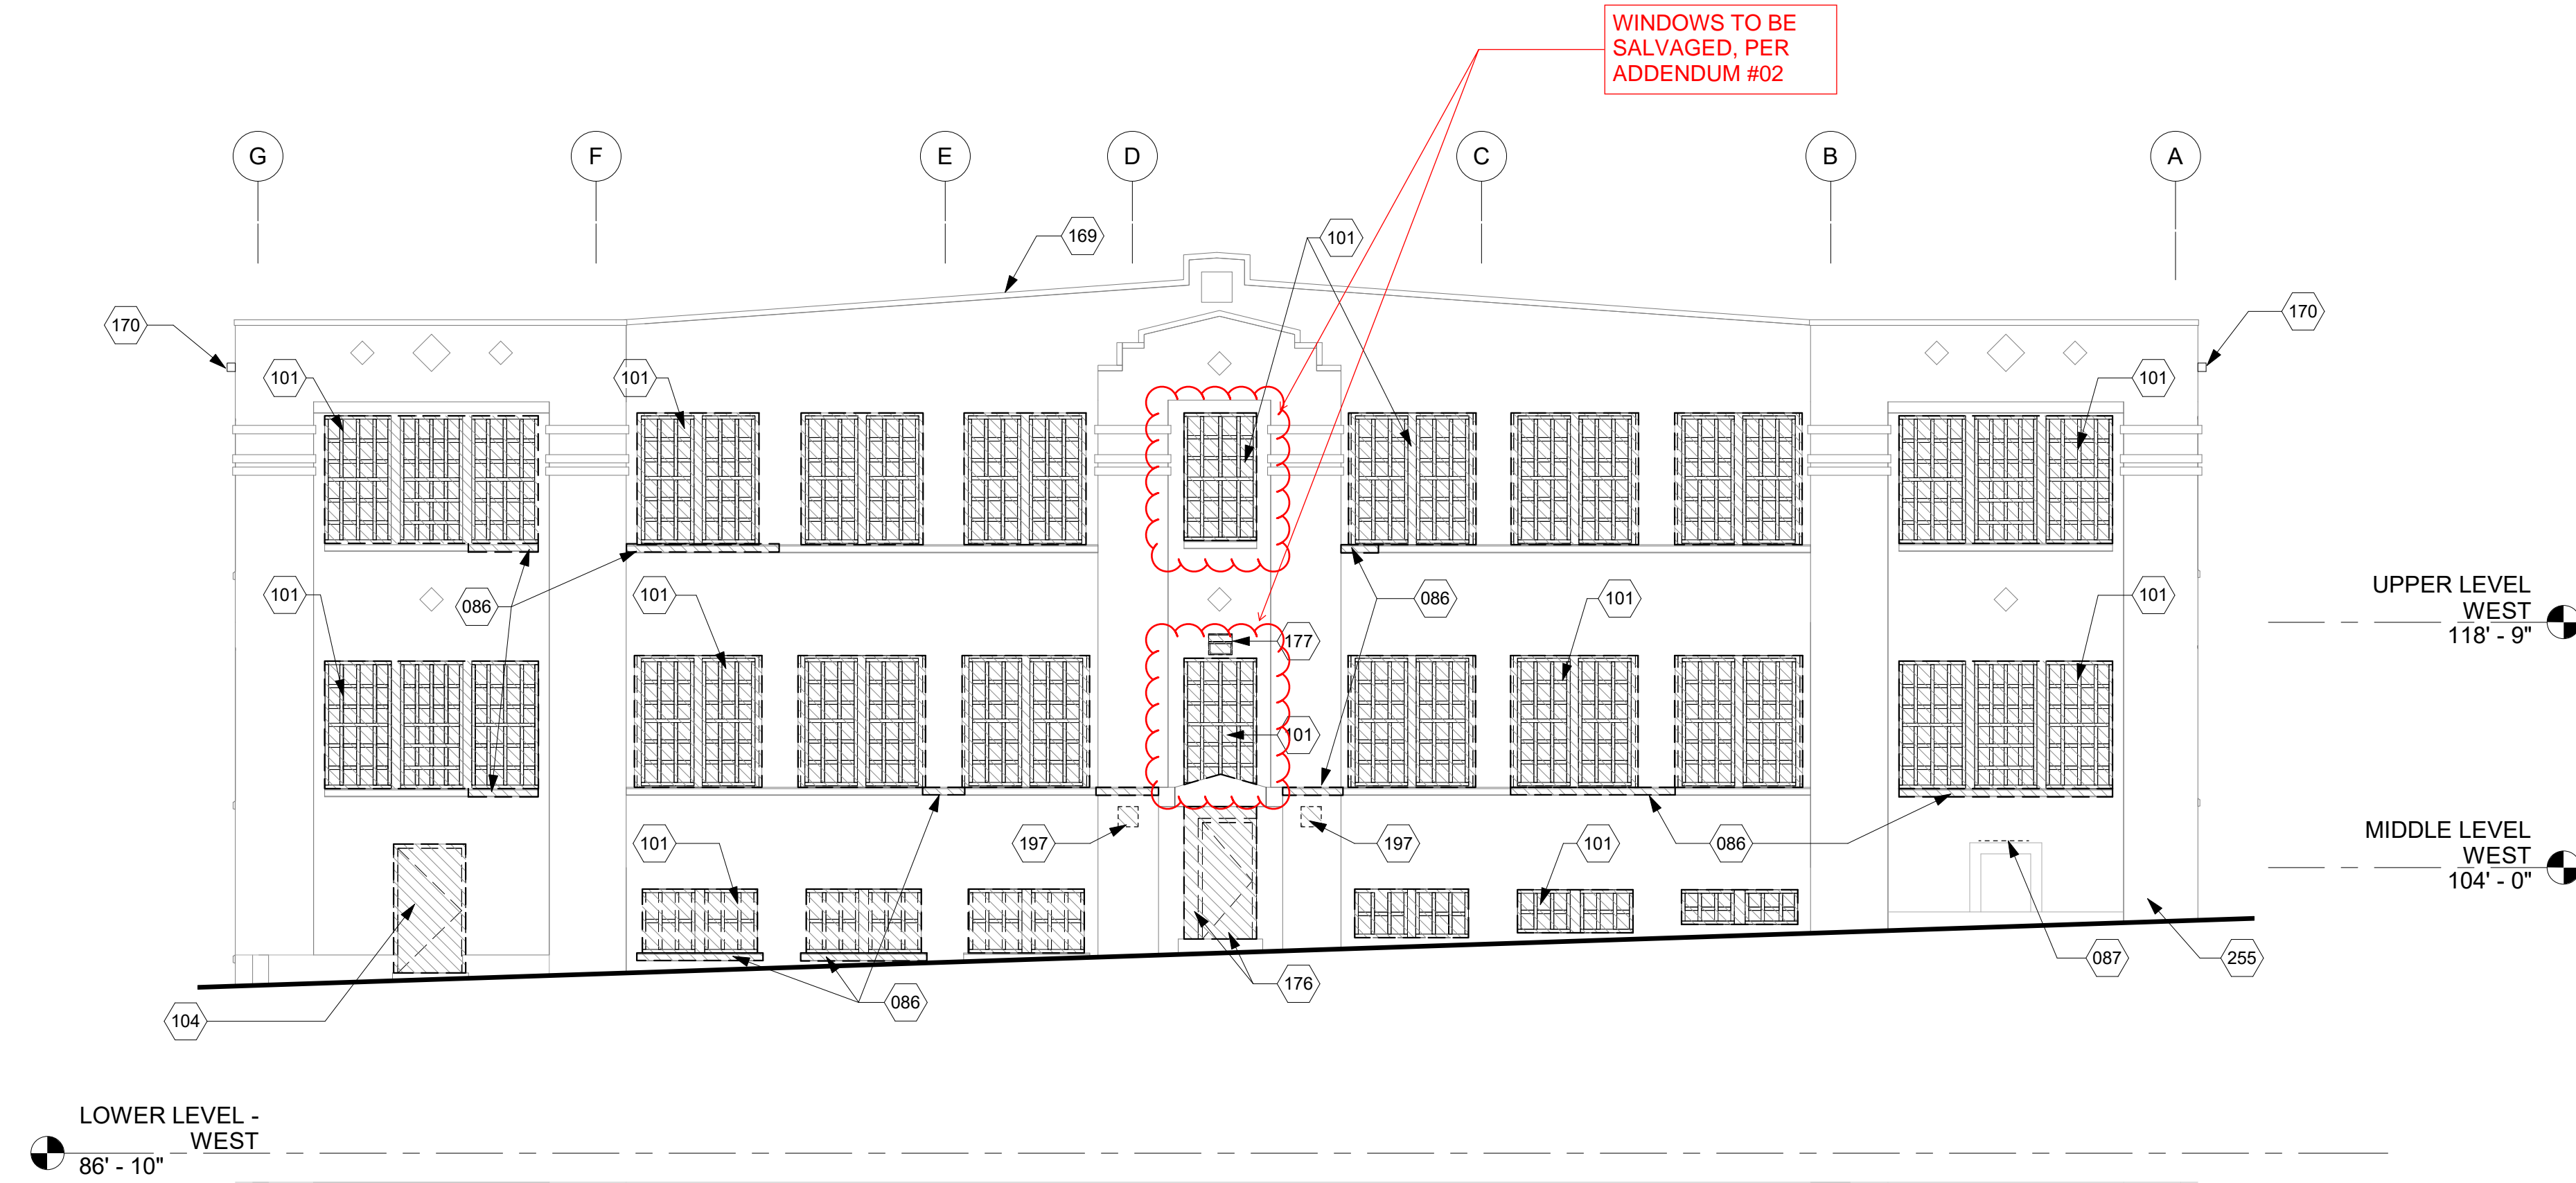 WINDOWS TO BE
SALVAGED, PER
ADDENDUM #02
G
F
E
D
C
B
A
169
101
170
170
101
101
101
101
086
101
086
101
101
UPPER LEVEL
WEST
118' - 9"
177
101
101
197
197
101
086
MIDDLE LEVEL
WEST
104' - 0"
087
255
176
086
104
LOWER LEVEL -
WEST
86' - 10"